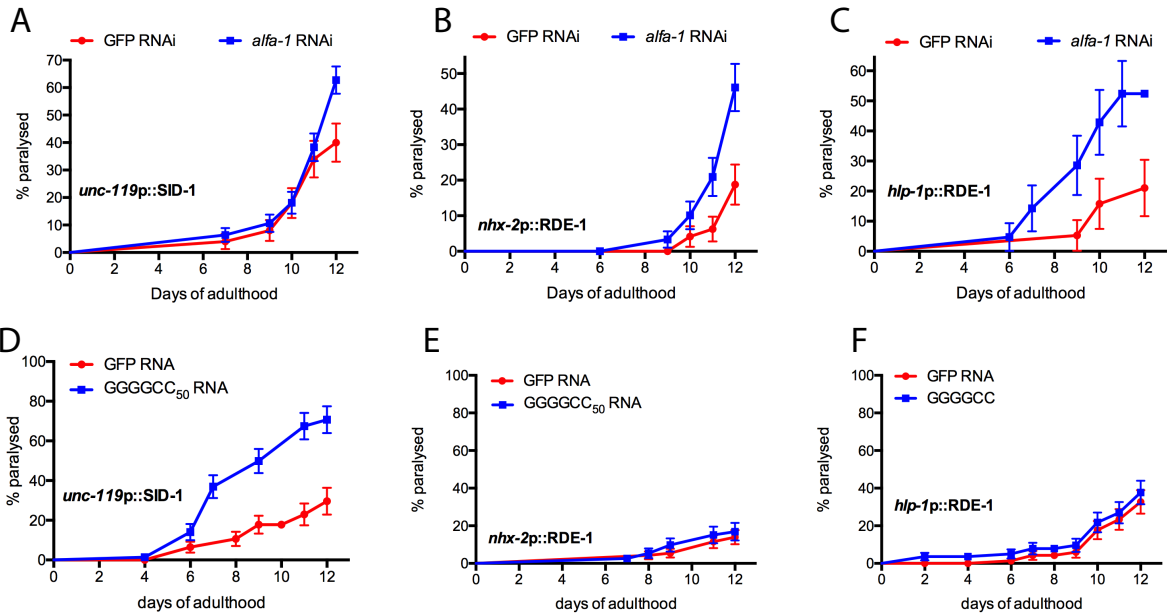 A
GFP RNAi
alfa-1 RNAi
70
60
50
40
30
20
10
0
% paralysed
unc-119p::SID-1
0 2 4 6 8 10 12
Days of adulthood
B
GFP RNAi
alfa-1 RNAi
50
40
30
20
10
0
% paralysed
nhx-2p::RDE-1
0 2 4 6 8 10 12
Days of adulthood
C
GFP RNAi
alfa-1 RNAi
60
50
40
30
20
10
0
% paralysed
hlp-1p::RDE-1
0 2 4 6 8 10 12
Days of adulthood
D
GFP RNA
GGGGCC50 RNA
100
80
60
40
20
0
% paralysed
unc-119p::SID-1
0 2 4 6 8 10 12
days of adulthood
E
GFP RNA
GGGGCC50 RNA
100
80
60
40
20
0
% paralysed
nhx-2p::RDE-1
0 2 4 6 8 10 12
days of adulthood
F
GFP RNA
GGGGCC
100
80
60
40
20
0
% paralysed
hlp-1p::RDE-1
0 2 4 6 8 10 12
days of adulthood